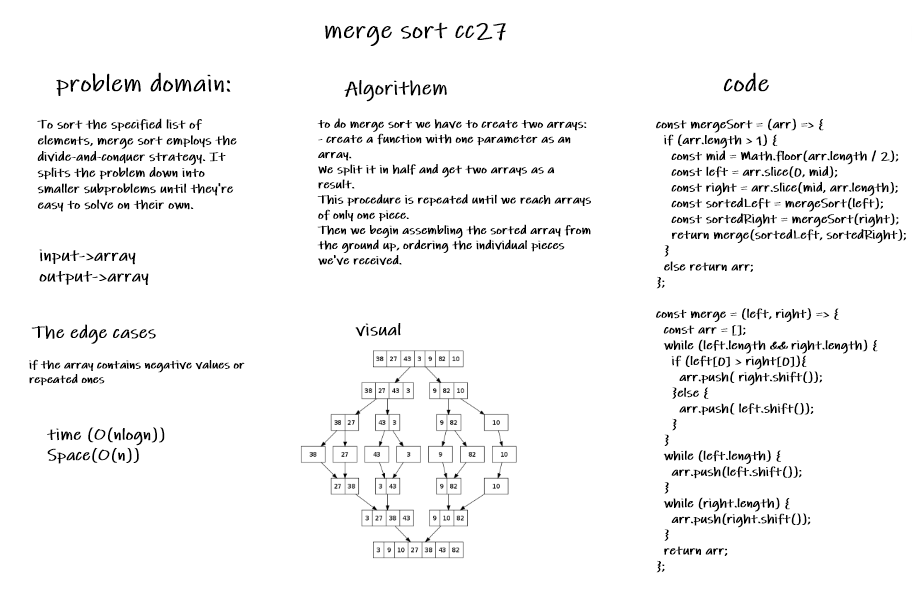 merge sort cc27
problem domain:
To sort the specified list of
elements, merge sort employs the
divide-and-conquer strategy. It
splits the problem down into
smaller subproblems until they're
easy to solve on their own.
input->array
output->array
The edge cases
if the array contains negative values or
repeated ones
time (O(nlogn))
Space(O(n))
Algorithem
to do merge sort we have to create two arrays:
- create a function with one parameter as an
array.
We split it in half and get two arrays as a
result.
This procedure is repeated until we reach arrays
of only one piece.
Then we begin assembling the sorted array from
the ground up, ordering the individual pieces
we've received.
visual
38 27 43 3 9 82 10
38 27 43 3 9 82 10
38 27 43 3 9 82 10
38 27 43 3 9 82 10
27 38 3 43 9 82 10
3 27 38 43 9 10 82
3 9 10 27 38 43 82
code
const mergeSort = (arr) => {
if (arr.length > 1) {
const mid = Math.floor(arr.length / 2);
const left = arr.slice(0, mid);
const right = arr.slice(mid, arr.length);
const sortedLeft = mergeSort(left);
const sortedRight = mergeSort(right);
return merge(sortedLeft, sortedRight);
}
else return arr;
};
const merge = (left, right) => {
const arr = [];
while (left.length && right.length) {
if (left[0] > right[0]){
arr.push( right.shift());
}else {
arr.push( left.shift());
}
}
while (left.length) {
arr.push(left.shift());
}
while (right.length) {
arr.push(right.shift());
}
return arr;
};